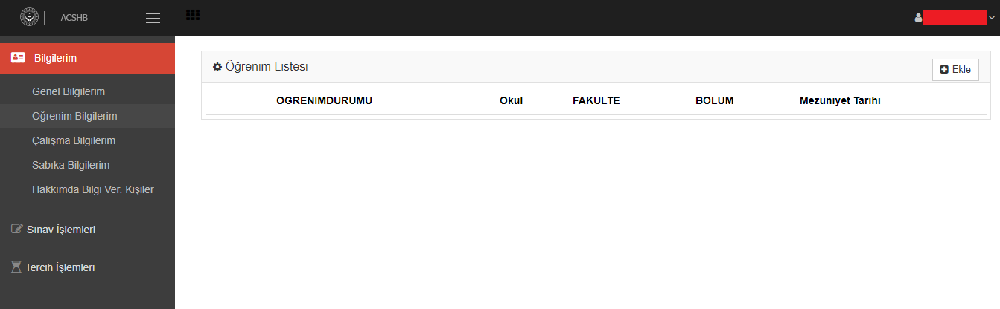 ACSHB
Bilgilerim
Genel Bilgilerim
Öğrenim Bilgilerim
Çalışma Bilgilerim
Sabıka Bilgilerim
Hakkımda Bilgi Ver. Kişiler
Sınav İşlemleri
Tercih İşlemleri
Öğrenim Listesi
Ekle
OGRENIMDURUMU Okul FAKULTE BOLUM Mezuniyet Tarihi